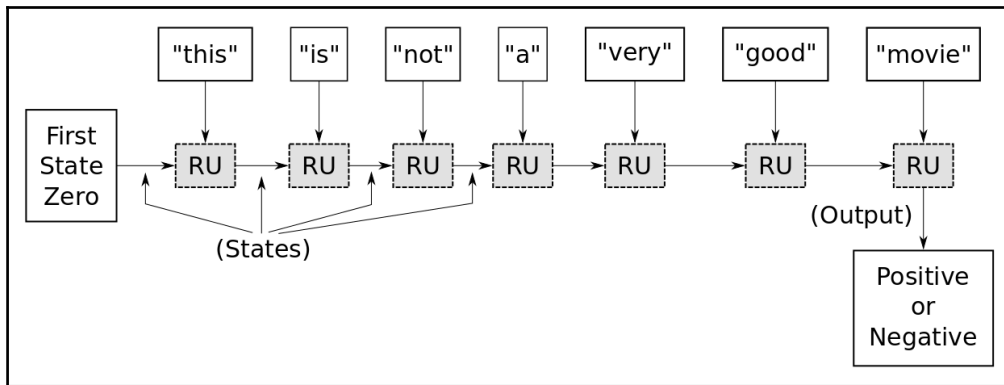 "this" "is" "not" "a" "very" "good" "movie"
First
State
Zero
RU RU RU RU RU RU RU
(States)
(Output)
Positive
or
Negative